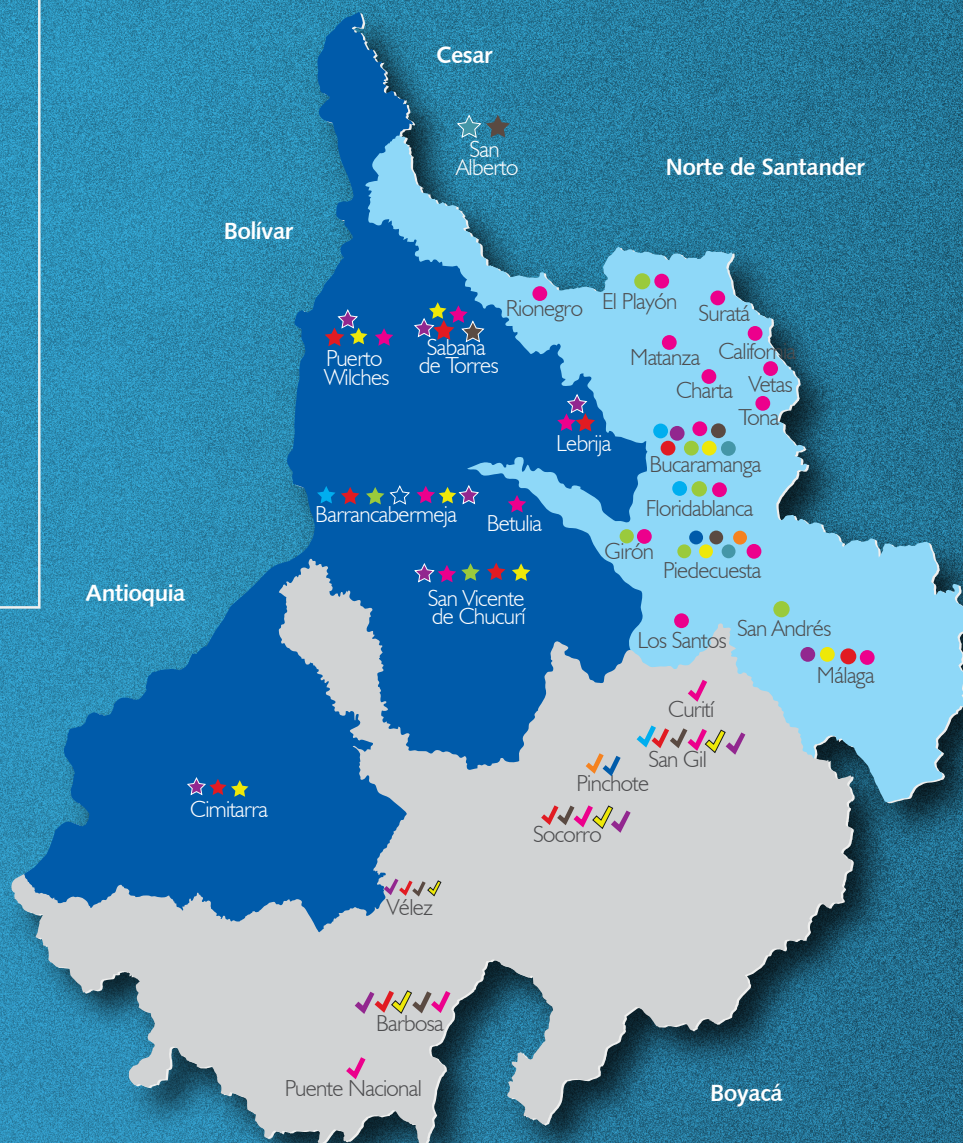 Cesar
San
Alberto
Norte de Santander
Bolívar
Rionegro
El Playón
Suratá
Matanza
Californ
Charta
Vetas
Tona
Puerto
Wilches
Sabana
de Torres
Lebrija
Bucaramanga
Floridablanca
Barrancabermeja
Betulia
Girón
Piedecuesta
Antioquia
San Vicente
de Chucurí
Los Santos
San Andrés
Málaga
Curití
San Gil
Pinchote
Cimitarra
Socorro
Vélez
Barbosa
Puente Nacional
Boyacá